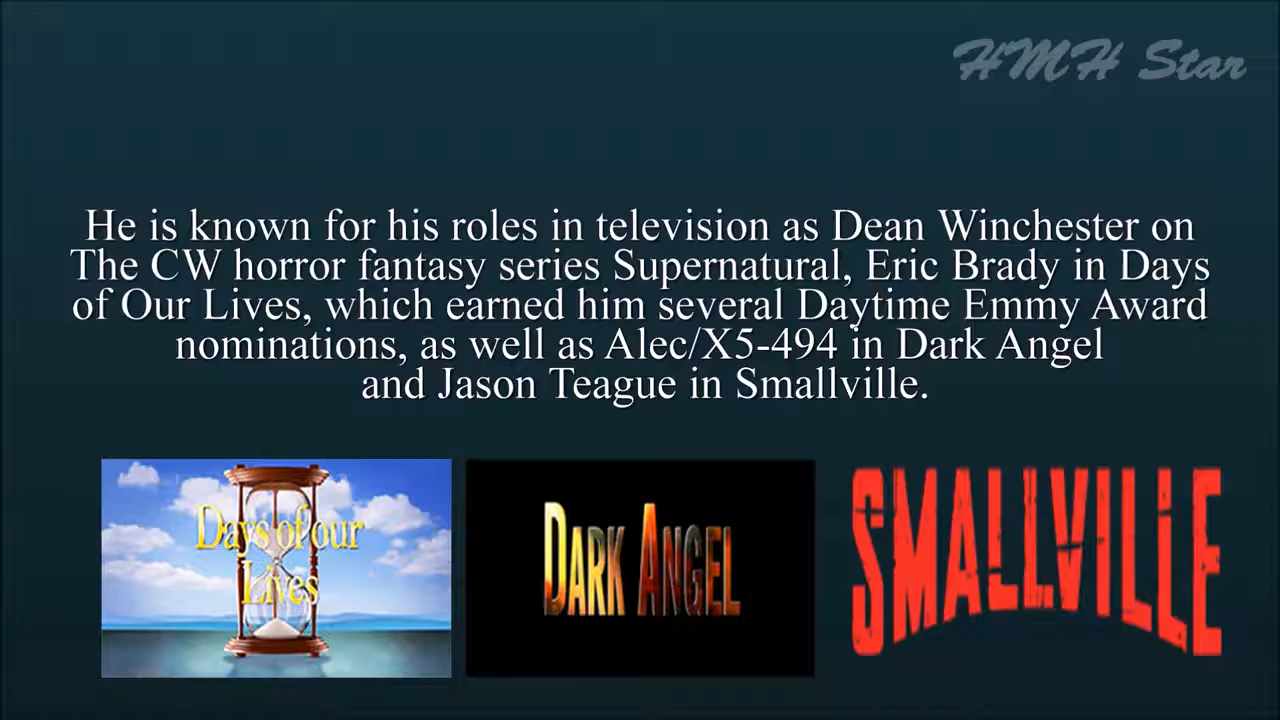 HMH Star
He is known for his roles in television as Dean Winchester on
The CW horror fantasy series Supernatural, Eric Brady in Days
of Our Lives, which earned him several Daytime Emmy Award
nominations, as well as Alec/X5-494 in Dark Angel
and Jason Teague in Smallville.
Days of our
Lives
DARK ANGEL
SMALLVILLE